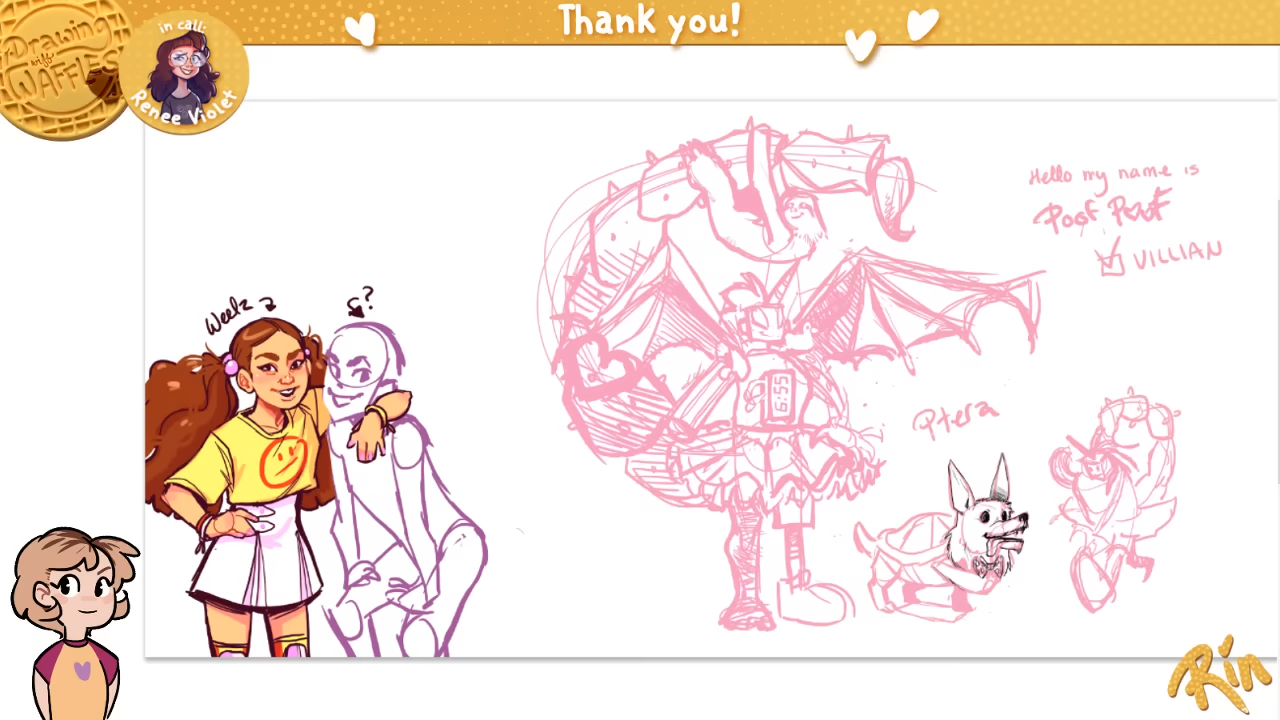 Thank you!
Drawing
with
WAFFLES
in call:
Renee Violet
Hello my name is
Poof Poof
VILLIAN
Weelz
?
6:55
Ptera
Rin